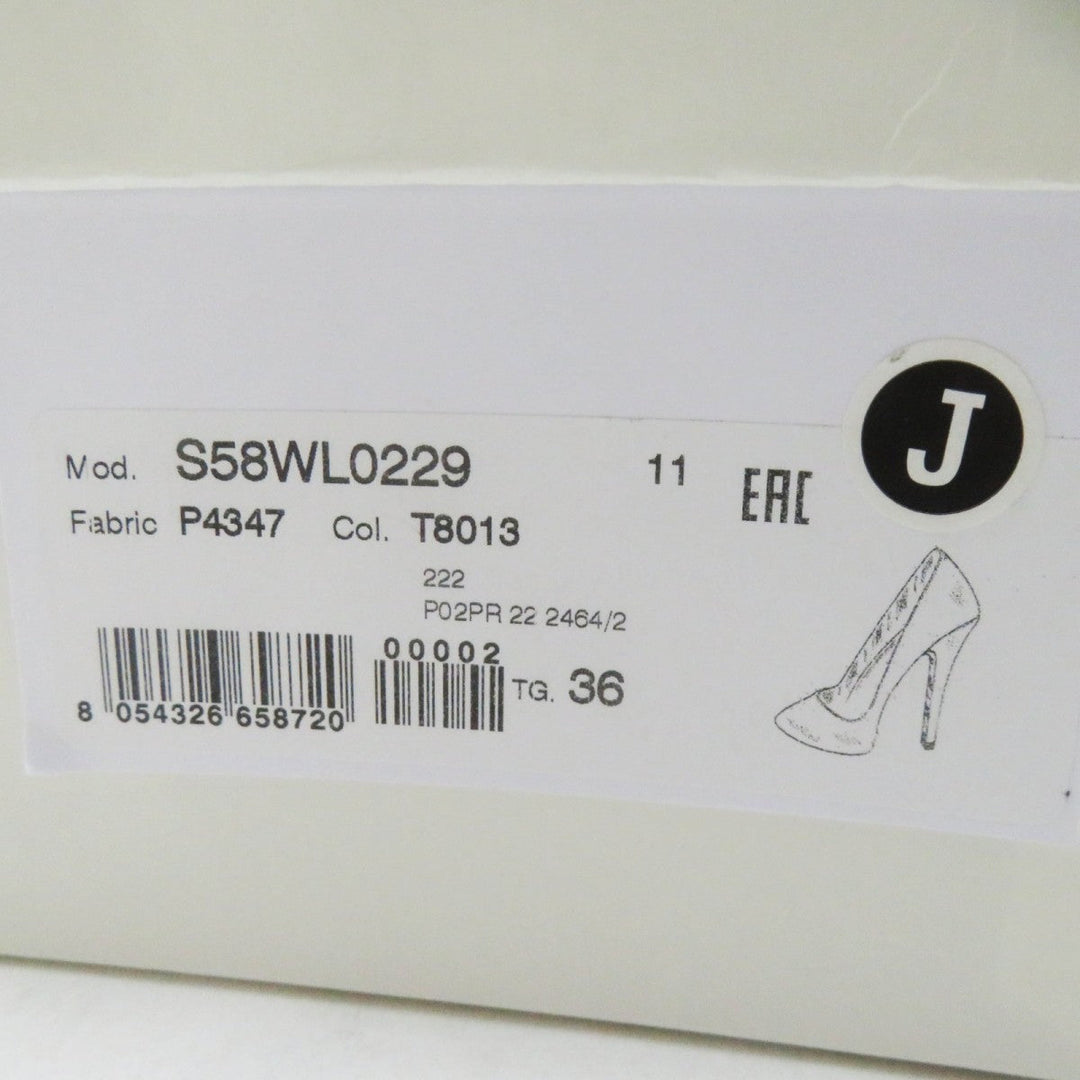 J
Mod. S58WL0229 11 EAC
Fabric P4347 Col. T8013
222
P02PR 22 2464/2
00002
TG. 36
8 054326 658720